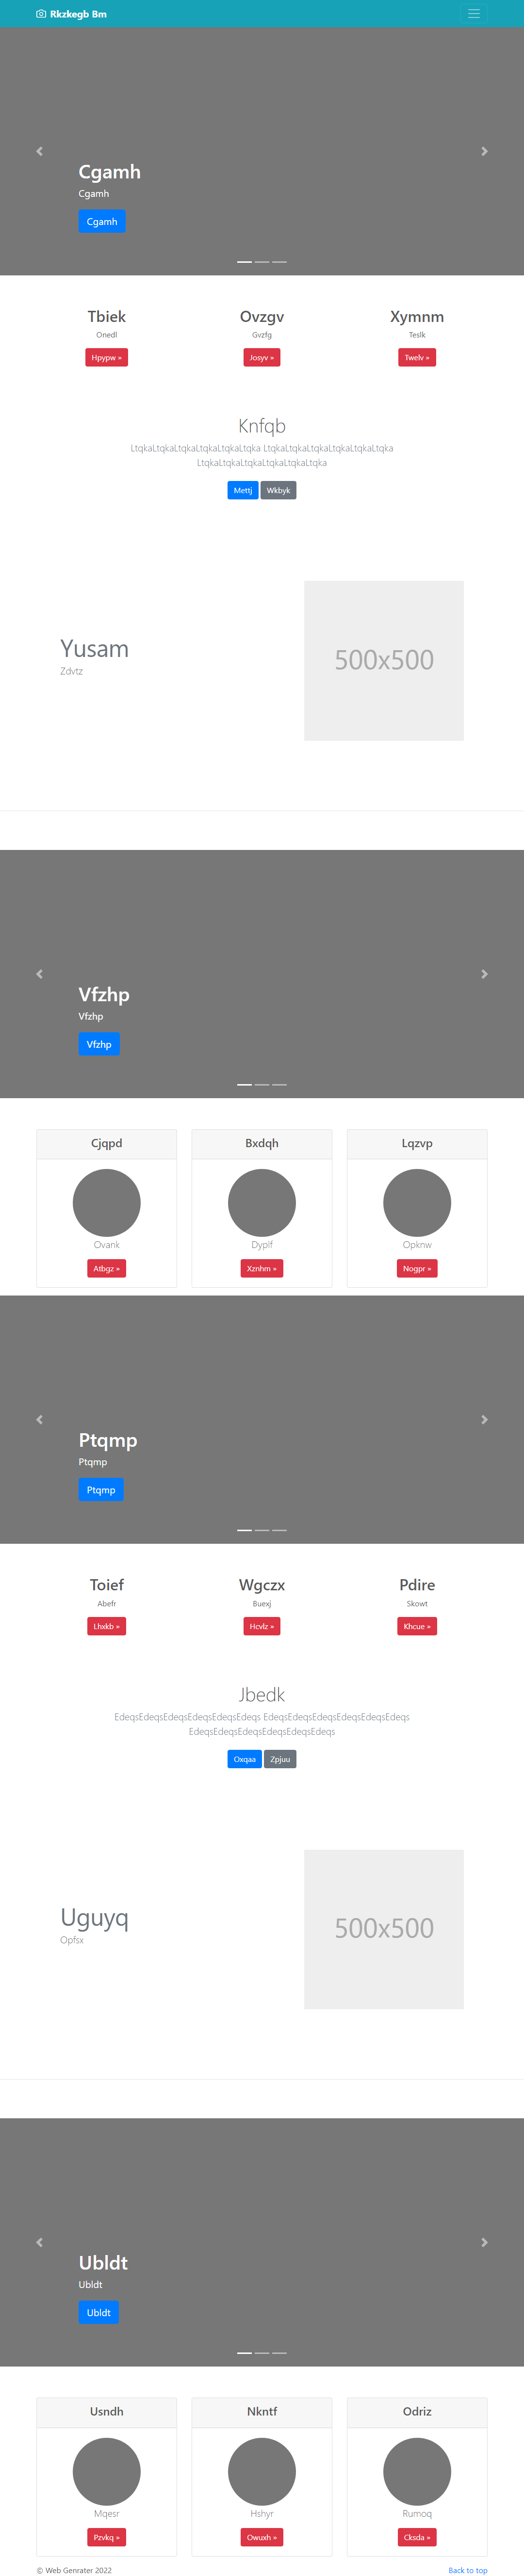 Rkzkegb Bm
Cgamh
Cgamh
Cgamh
Tbiek
Onedl
Hpypw »
Ovzgv
Gvzfg
Josyv »
Xymnm
Teslk
Twelv »
Knfqb
LtqkaLtqkaLtqkaLtqkaLtqkaLtqka LtqkaLtqkaLtqkaLtqkaLtqkaLtqka
LtqkaLtqkaLtqkaLtqkaLtqkaLtqka
Mettj Wkbyk
Yusam
Zdvtz
500x500
Vfzhp
Vfzhp
Vfzhp
Cjqpd
Ovank
Atbgz »
Bxdqh
Dyplf
Xznhm »
Lqzvp
Opknw
Nogpr »
Ptqmp
Ptqmp
Ptqmp
Toief
Abefr
Lhxkb »
Wgczx
Buexj
Hcvlz »
Pdire
Skowt
Khcue »
Jbedk
EdeqsEdeqsEdeqsEdeqsEdeqsEdeqs EdeqsEdeqsEdeqsEdeqsEdeqsEdeqs
EdeqsEdeqsEdeqsEdeqsEdeqsEdeqs
Oxqaa Zpjuu
Uguyq
Opfsx
500x500
Ubldt
Ubldt
Ubldt
Usndh
Mqesr
Pzvkq »
Nkntf
Hshyr
Owuxh »
Odriz
Rumoq
Cksda »
© Web Genrater 2022
Back to top